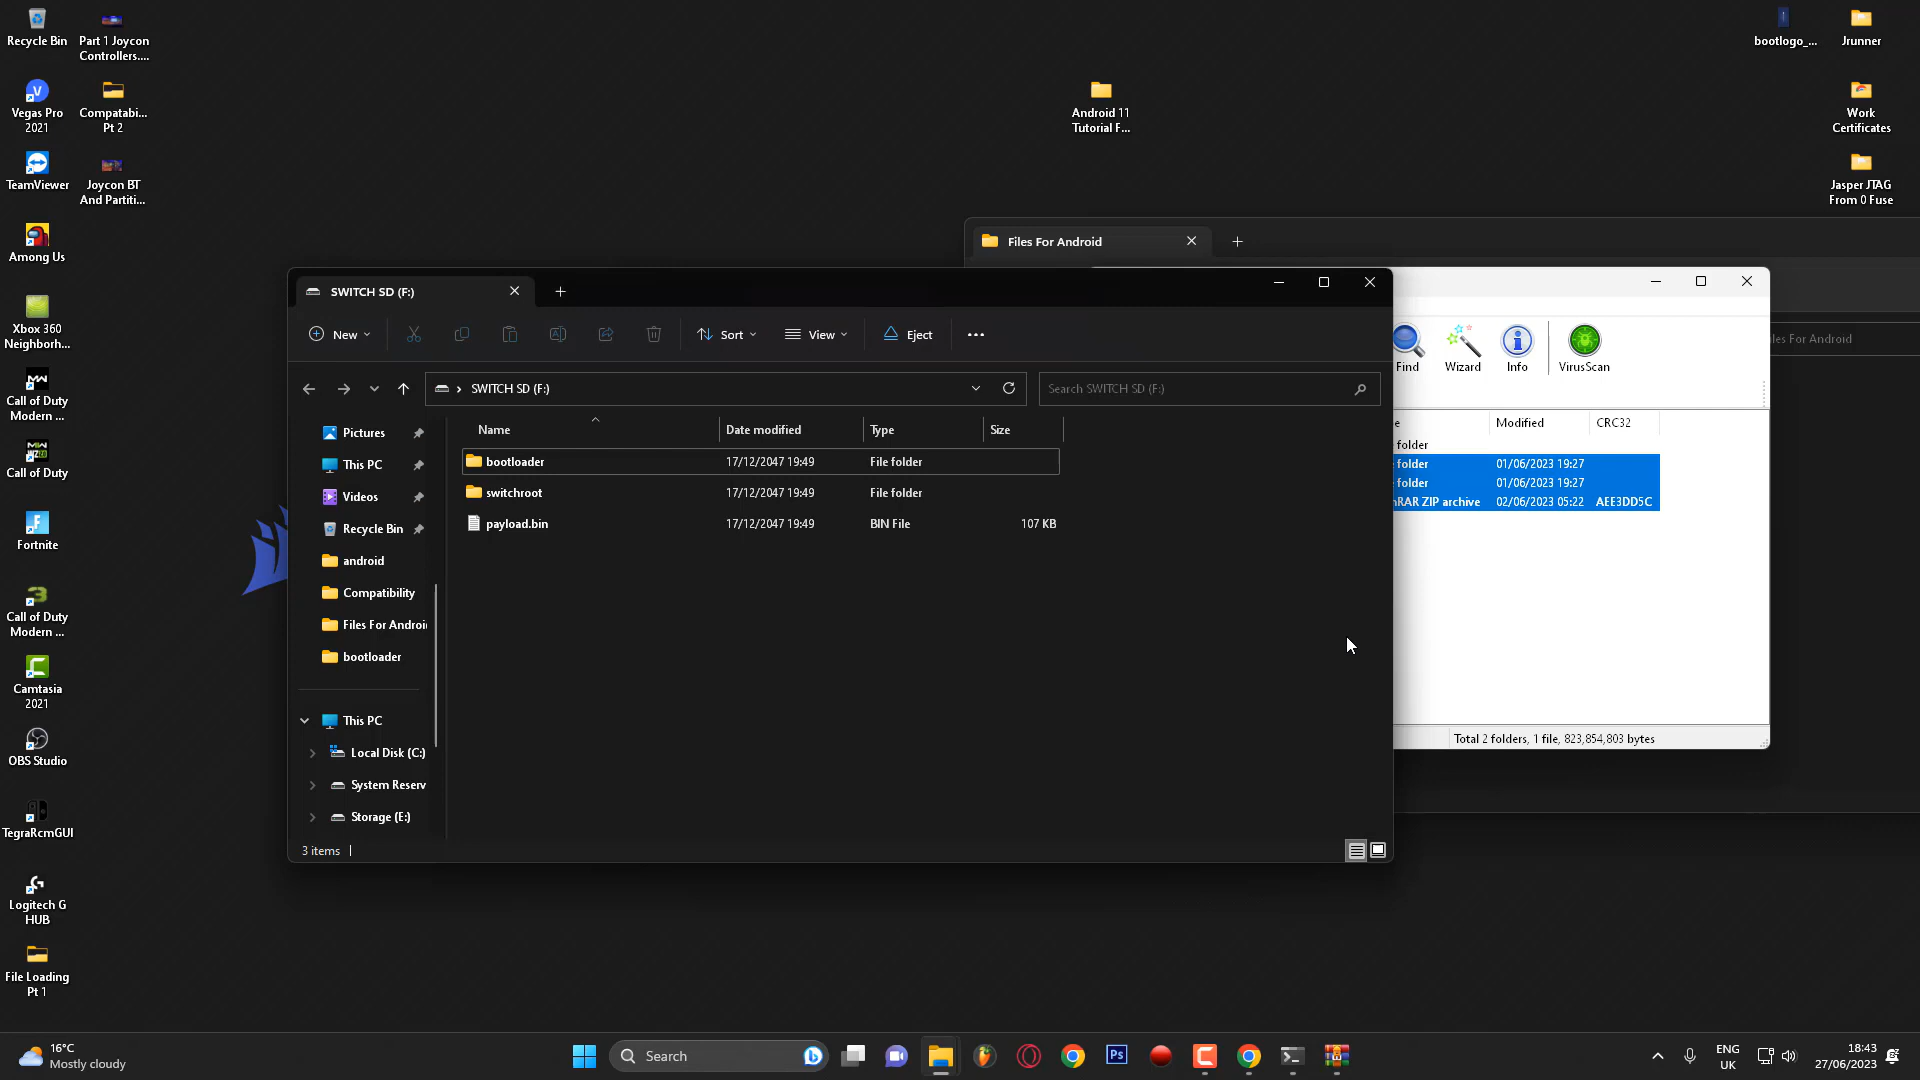 Recycle Bin
Part 1 Joycon
Controllers....
Vegas Pro
2021
Compatabi...
Pt 2
TeamViewer
Joycon BT
And Partiti...
Among Us
Xbox 360
Neighborh...
Call of Duty
Modern ...
Call of Duty
Fortnite
Call of Duty
Modern ...
Camtasia
2021
OBS Studio
TegraRcmGUI
Logitech G
HUB
File Loading
Pt 1
Android 11
Tutorial F...
bootlogo_...
Jrunner
Work
Certificates
Jasper JTAG
From 0 Fuse
Files For Android
les For Android
SWITCH SD (F:)
New
Sort
View
Eject
SWITCH SD (F:)
Search SWITCH SD (F:)
Name
Date modified
Type
Size
bootloader 17/12/2047 19:49 File folder
switchroot 17/12/2047 19:49 File folder
payload.bin 17/12/2047 19:49 BIN File 107 KB
Pictures
This PC
Videos
Recycle Bin
android
Compatibility
Files For Androi
bootloader
This PC
Local Disk (C:)
System Reserv
Storage (E:)
3 items
Find
Wizard
Info
VirusScan
e
Modified
CRC32
folder
folder 01/06/2023 19:27
folder 01/06/2023 19:27
nRAR ZIP archive 02/06/2023 05:22 AEE3DD5C
Total 2 folders, 1 file, 823,854,803 bytes
16°C
Mostly cloudy
Search
Ps
ENG
UK
18:43
27/06/2023